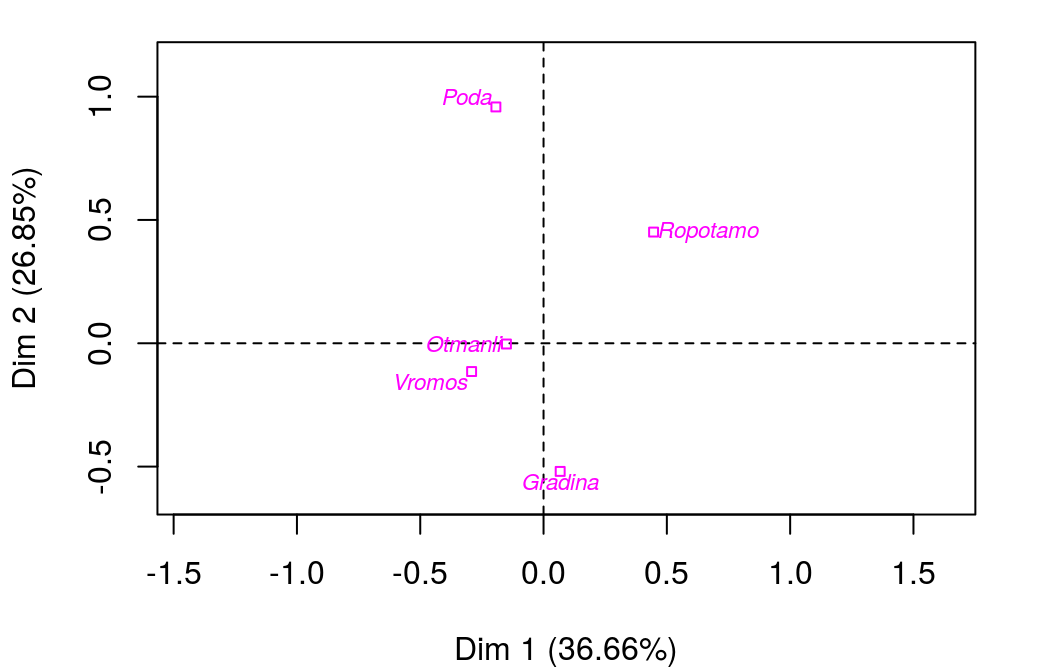 Poda
Ropotamo
Otmanli
Vromos
Gradina
1.0
0.5
0.0
-0.5
Dim 2 (26.85%)
-1.5 -1.0 -0.5 0.0 0.5 1.0 1.5
Dim 1 (36.66%)